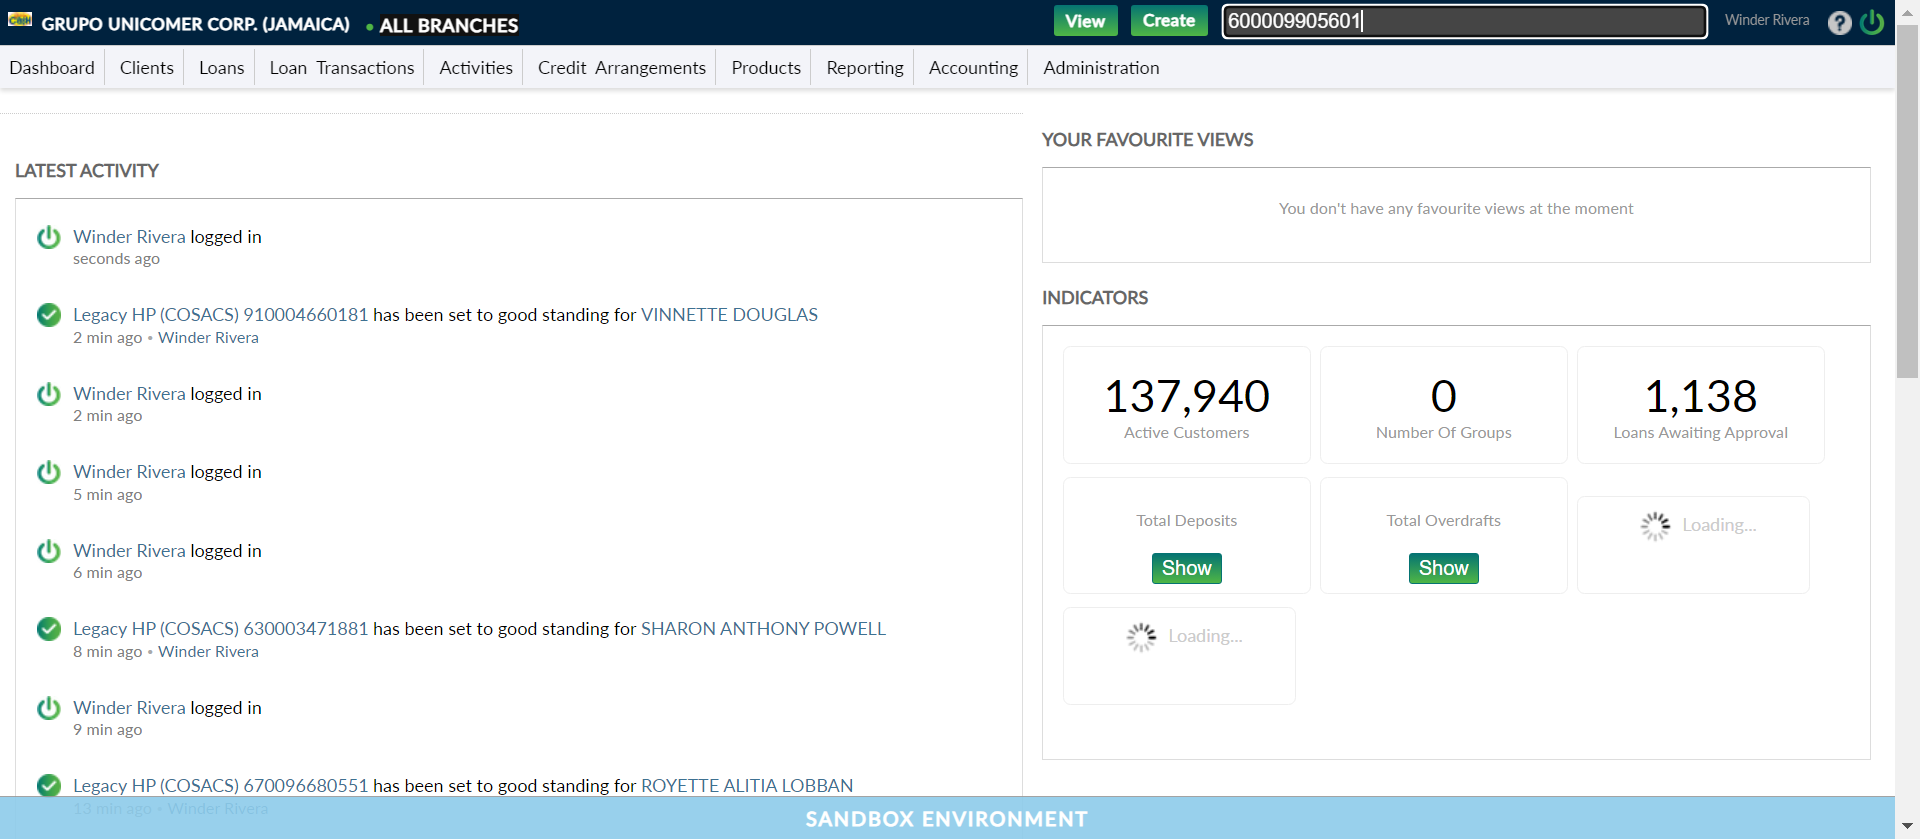 GRUPO UNICOMER CORP. (JAMAICA) • ALL BRANCHES
View Create 600009905601 Winder Rivera ?
Dashboard Clients Loans Loan Transactions Activities Credit Arrangements Products Reporting Accounting Administration
LATEST ACTIVITY
Winder Rivera logged in
seconds ago
Legacy HP (COSACS) 910004660181 has been set to good standing for VINNETTE DOUGLAS
2 min ago • Winder Rivera
Winder Rivera logged in
2 min ago
Winder Rivera logged in
5 min ago
Winder Rivera logged in
6 min ago
Legacy HP (COSACS) 630003471881 has been set to good standing for SHARON ANTHONY POWELL
8 min ago • Winder Rivera
Winder Rivera logged in
9 min ago
Legacy HP (COSACS) 670096680551 has been set to good standing for ROYETTE ALITIA LOBBAN
13 min ago • Winder Rivera
YOUR FAVOURITE VIEWS
You don't have any favourite views at the moment
INDICATORS
137,940
Active Customers
0
Number Of Groups
1,138
Loans Awaiting Approval
Total Deposits
Show
Total Overdrafts
Show
Loading...
Loading...
SANDBOX ENVIRONMENT